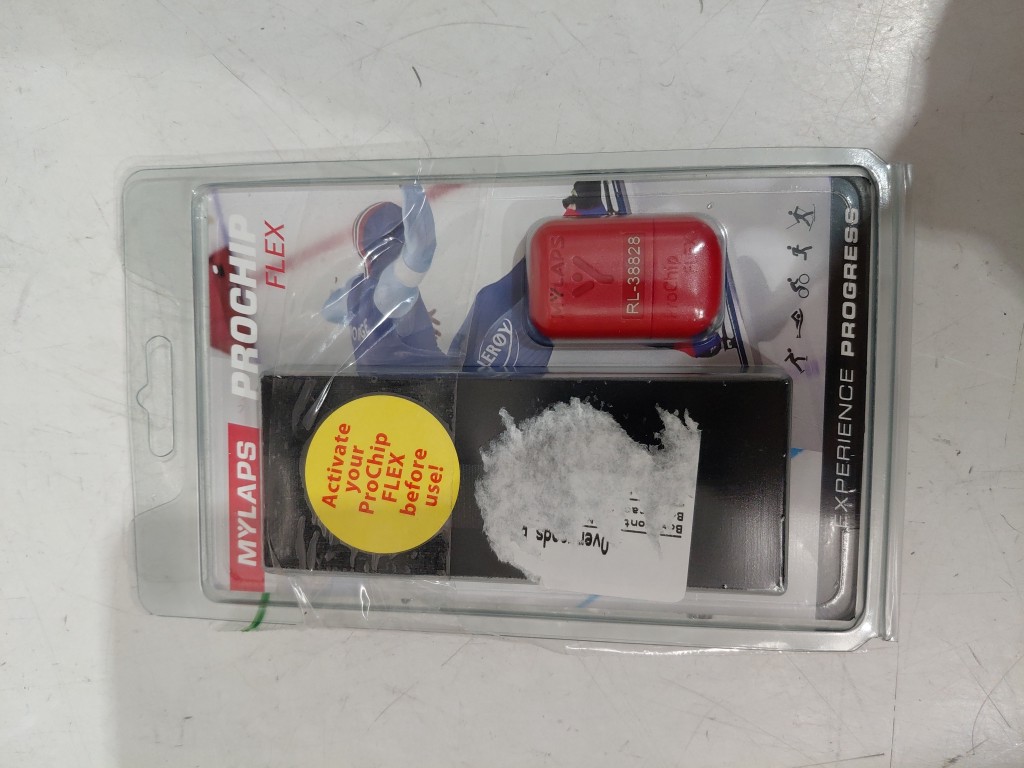 MYLAPS PROCHIP
FLEX
Activate
your
ProChip
FLEX
before
use!
MYLAPS
RL-38828
ProChip
EXPERIENCE PROGRESS